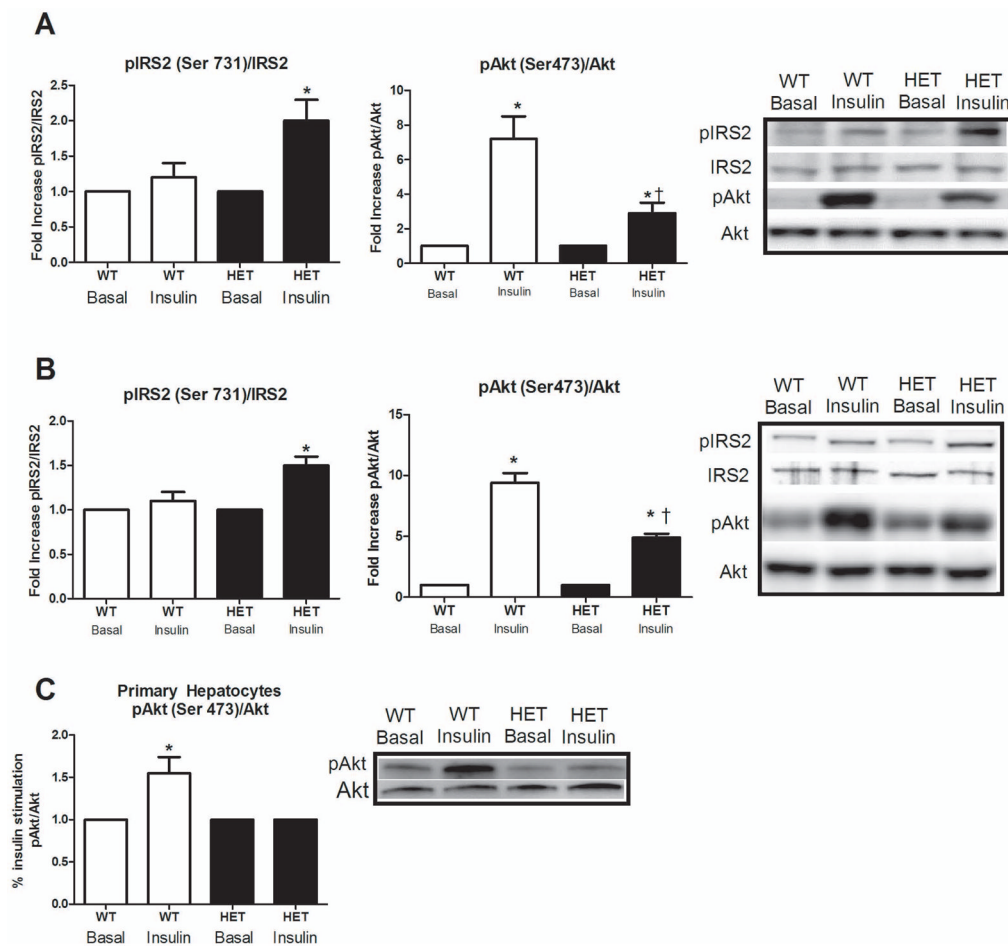 A
pIRS2 (Ser 731)/IRS2
Fold Increase pIRS2/IRS2
2.5
2.0
1.5
1.0
0.5
0.0
WT WT HET HET
Basal Insulin Basal Insulin
*
pAkt (Ser473)/Akt
Fold Increase pAkt/Akt
10
8
6
4
2
0
WT WT HET HET
Basal Insulin Basal Insulin
*
*†
WT WT HET HET
Basal Insulin Basal Insulin
pIRS2
IRS2
pAkt
Akt
B
pIRS2 (Ser 731)/IRS2
Fold Increase pIRS2/IRS2
2.0
1.5
1.0
0.5
0.0
WT WT HET HET
Basal Insulin Basal Insulin
*
pAkt (Ser473)/Akt
Fold Increase pAkt/Akt
15
10
5
0
WT WT HET HET
Basal Insulin Basal Insulin
*
* †
WT WT HET HET
Basal Insulin Basal Insulin
pIRS2
IRS2
pAkt
Akt
C
Primary Hepatocytes
pAkt (Ser 473)/Akt
% insulin stimulation
pAkt/Akt
2.0
1.5
1.0
0.5
0.0
WT WT HET HET
Basal Insulin Basal Insulin
*
WT WT HET HET
Basal Insulin Basal Insulin
pAkt
Akt